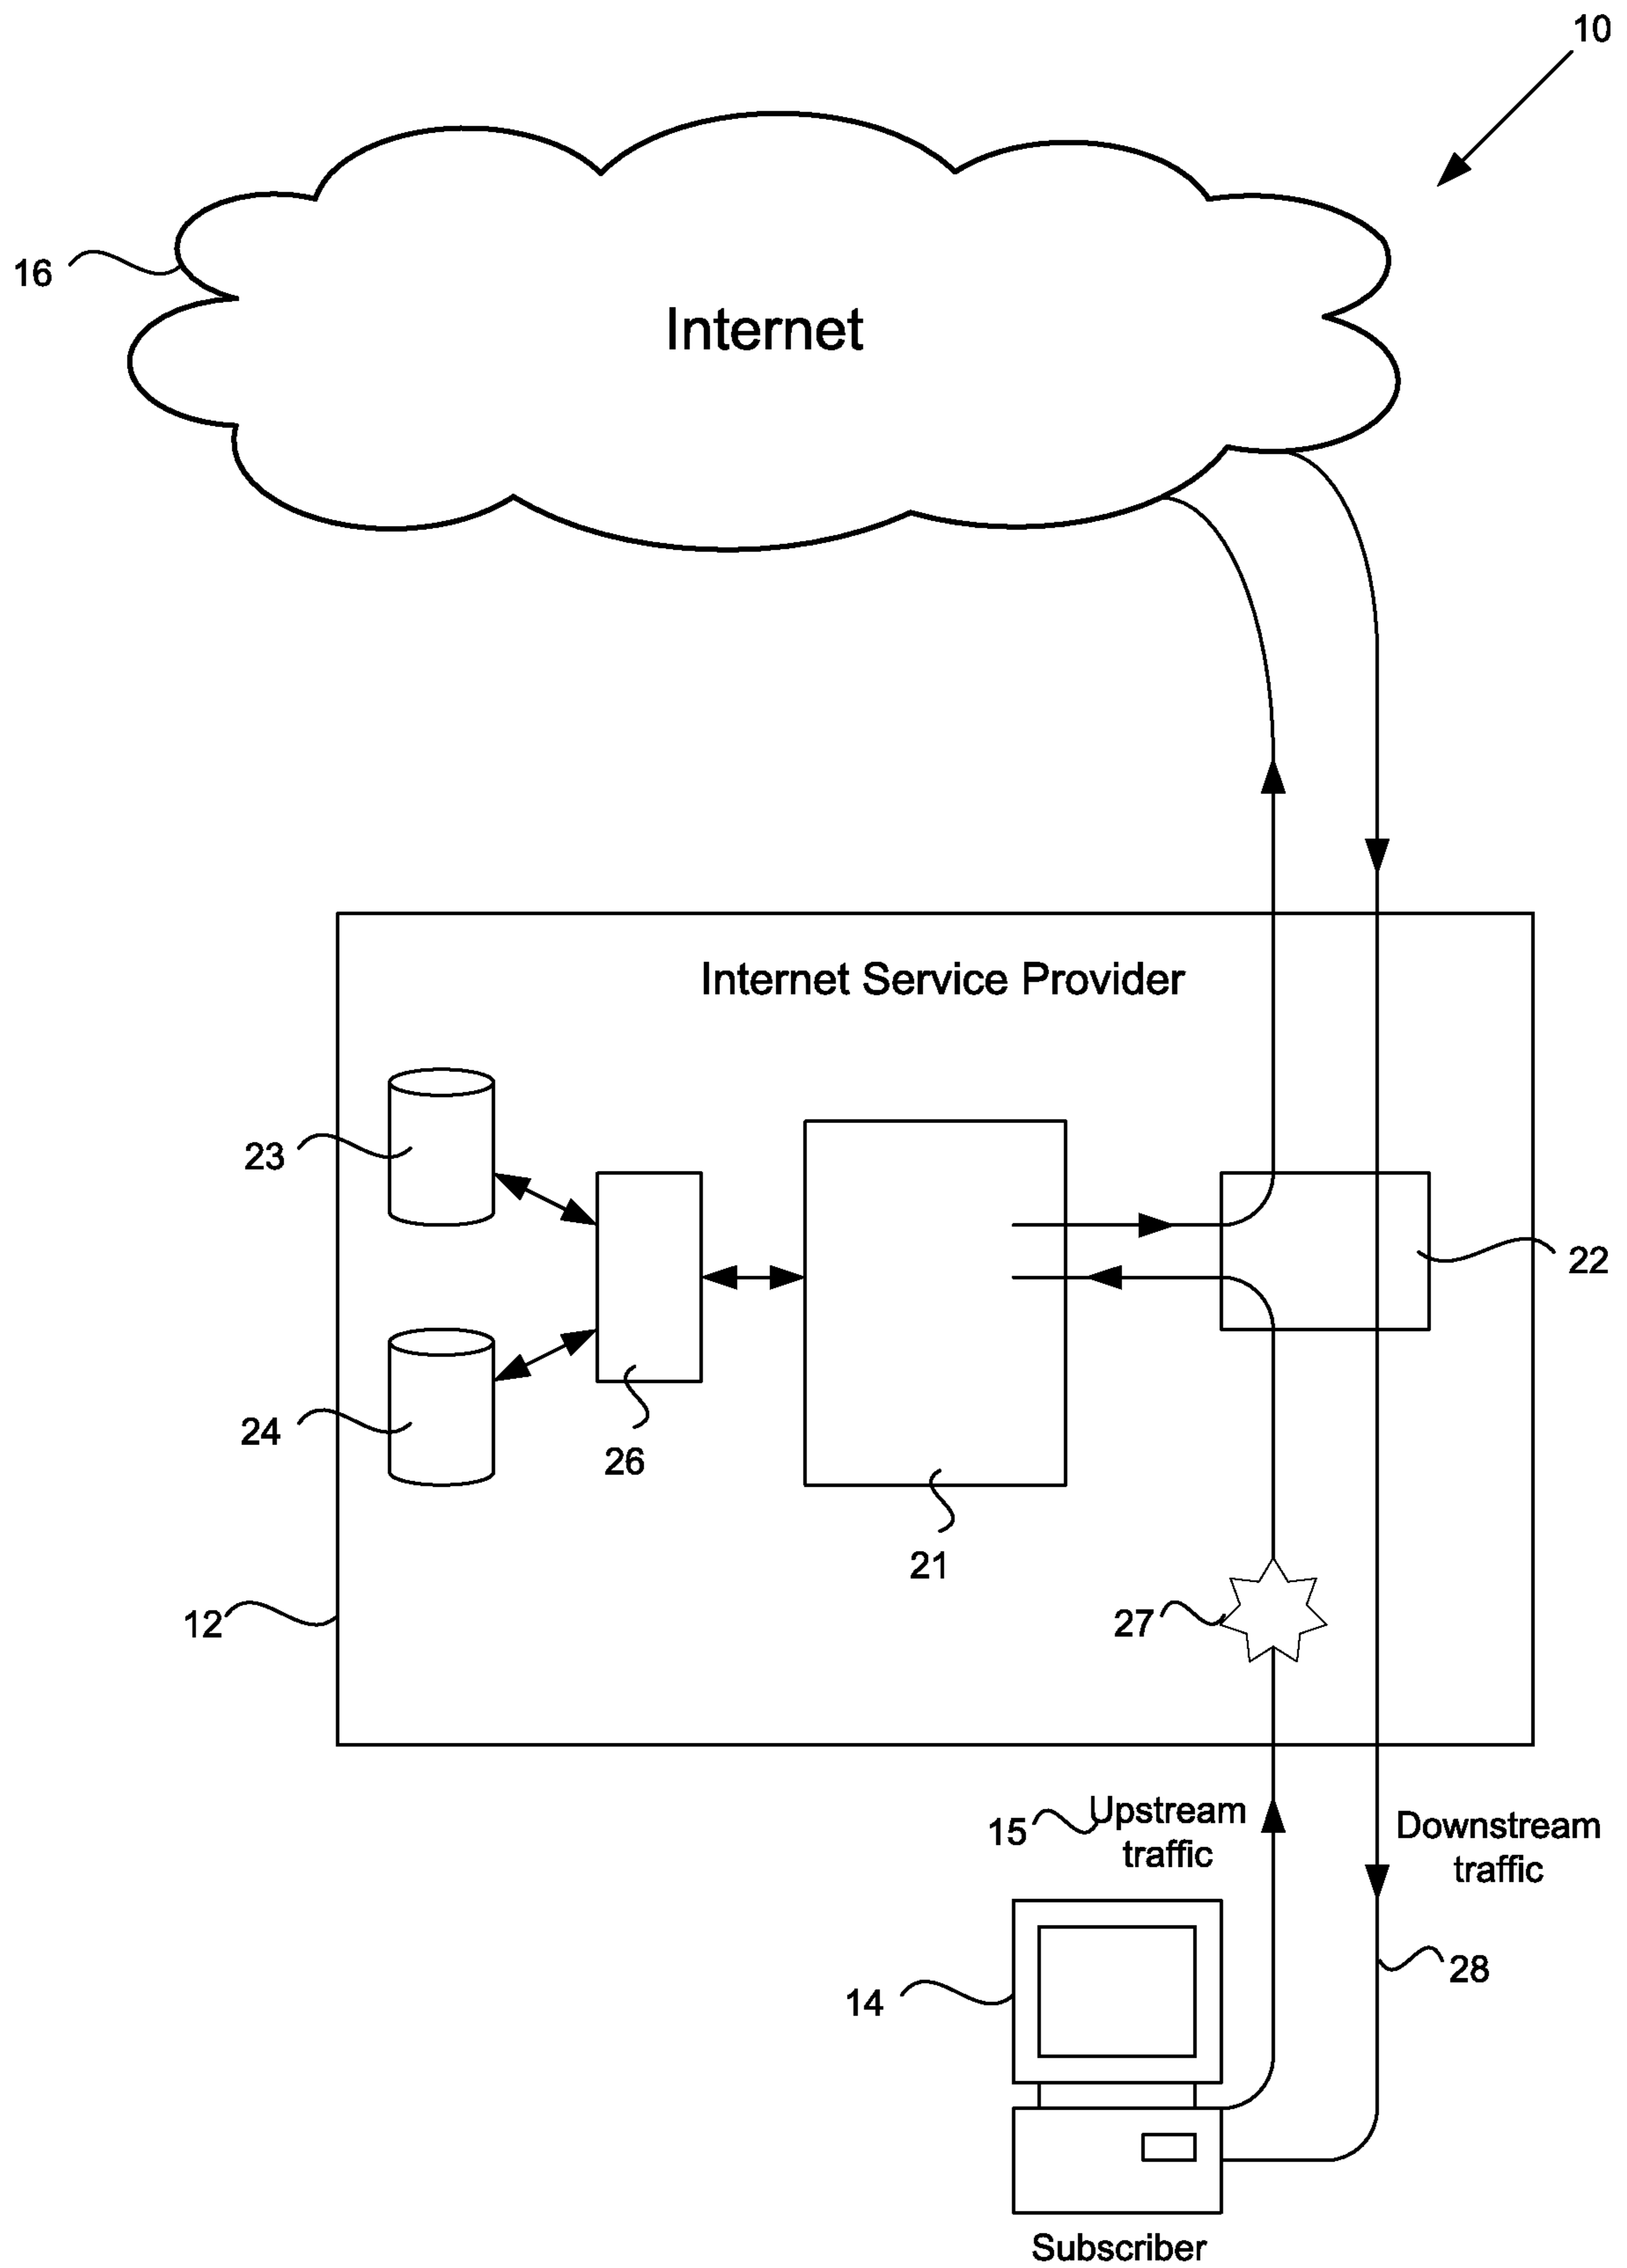 10
16
Internet
Internet Service Provider
23
22
24
26
21
12
27
15
Upstream
traffic
Downstream
traffic
14
28
Subscriber